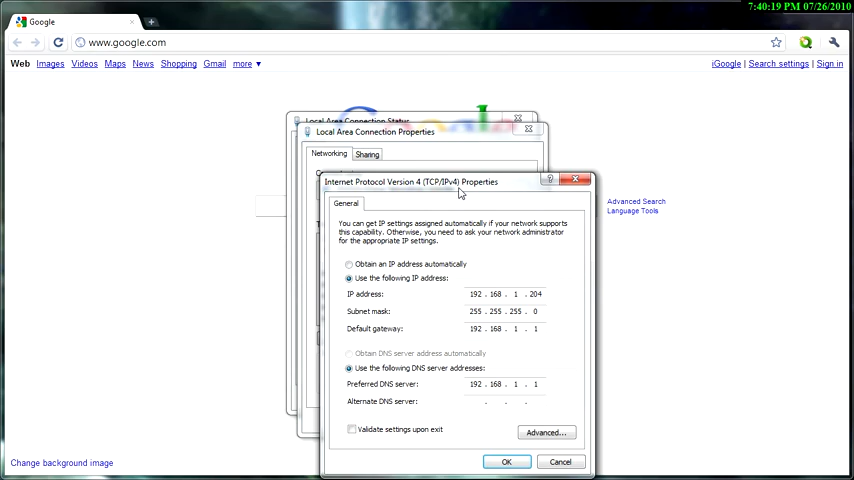 7:40:19 PM 07/26/2010
Google
www.google.com
Web Images Videos Maps News Shopping Gmail more ▼
iGoogle | Search settings | Sign in
Local Area Connection Status
Local Area Connection Properties
Networking Sharing
Internet Protocol Version 4 (TCP/IPv4) Properties
General
You can get IP settings assigned automatically if your network supports
this capability. Otherwise, you need to ask your network administrator
for the appropriate IP settings.
Obtain an IP address automatically
Use the following IP address:
IP address: 192 . 168 . 1 . 204
Subnet mask: 255 . 255 . 255 . 0
Default gateway: 192 . 168 . 1 . 1
Obtain DNS server address automatically
Use the following DNS server addresses:
Preferred DNS server: 192 . 168 . 1 . 1
Alternate DNS server: . . .
Validate settings upon exit
Advanced...
OK Cancel
Advanced Search
Language Tools
Change background image